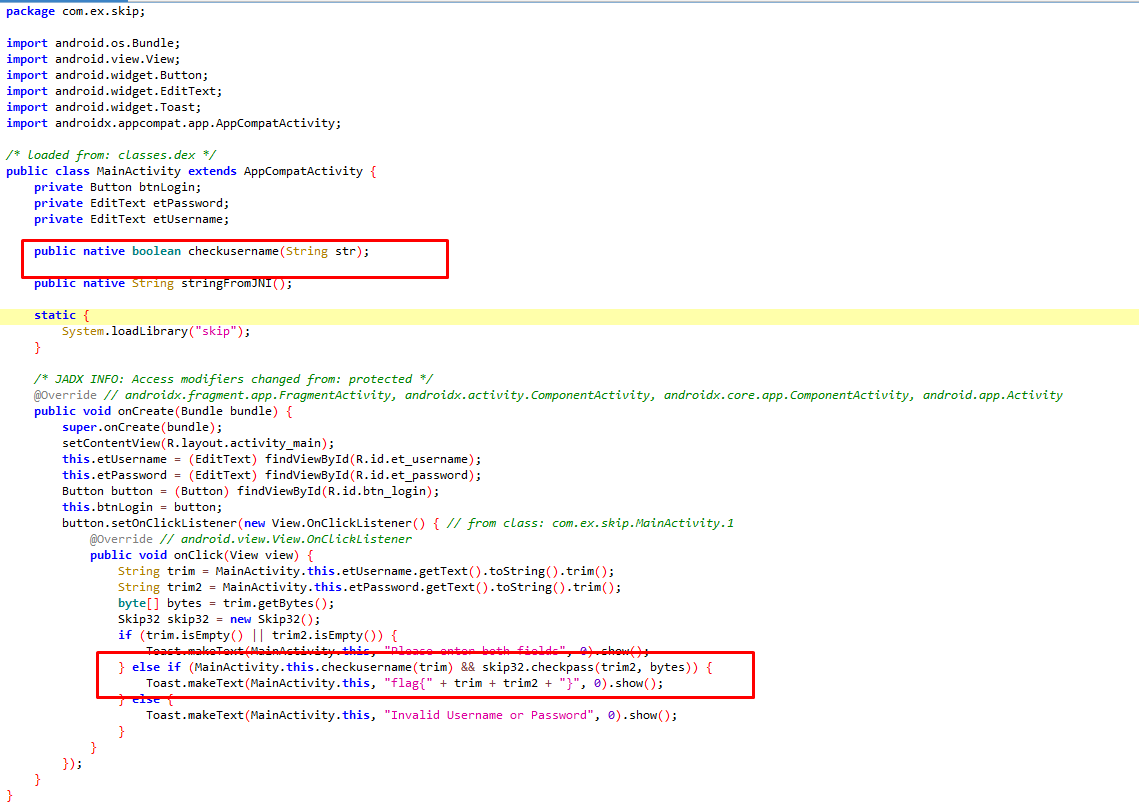 package com.ex.skip;
import android.os.Bundle;
import android.view.View;
import android.widget.Button;
import android.widget.EditText;
import android.widget.Toast;
import androidx.appcompat.app.AppCompatActivity;
/* loaded from: classes.dex */
public class MainActivity extends AppCompatActivity {
private Button btnLogin;
private EditText etPassword;
private EditText etUsername;
public native boolean checkusername(String str);
public native String stringFromJNI();
static {
System.loadLibrary("skip");
}
/* JADX INFO: Access modifiers changed from: protected */
@Override // androidx.fragment.app.FragmentActivity, androidx.activity.ComponentActivity, androidx.core.app.ComponentActivity, android.app.Activity
public void onCreate(Bundle bundle) {
super.onCreate(bundle);
setContentView(R.layout.activity_main);
this.etUsername = (EditText) findViewById(R.id.et_username);
this.etPassword = (EditText) findViewById(R.id.et_password);
Button button = (Button) findViewById(R.id.btn_login);
this.btnLogin = button;
button.setOnClickListener(new View.OnClickListener() { // from class: com.ex.skip.MainActivity.1
@Override // android.view.View.OnClickListener
public void onClick(View view) {
String trim = MainActivity.this.etUsername.getText().toString().trim();
String trim2 = MainActivity.this.etPassword.getText().toString().trim();
byte[] bytes = trim.getBytes();
Skip32 skip32 = new Skip32();
if (trim.isEmpty() || trim2.isEmpty()) {
Toast.makeText(MainActivity.this, "Please enter both fields", 0).show();
} else if (MainActivity.this.checkusername(trim) && skip32.checkpass(trim2, bytes)) {
Toast.makeText(MainActivity.this, "flag{" + trim + trim2 + "}", 0).show();
} else {
Toast.makeText(MainActivity.this, "Invalid Username or Password", 0).show();
}
}
});
}
}